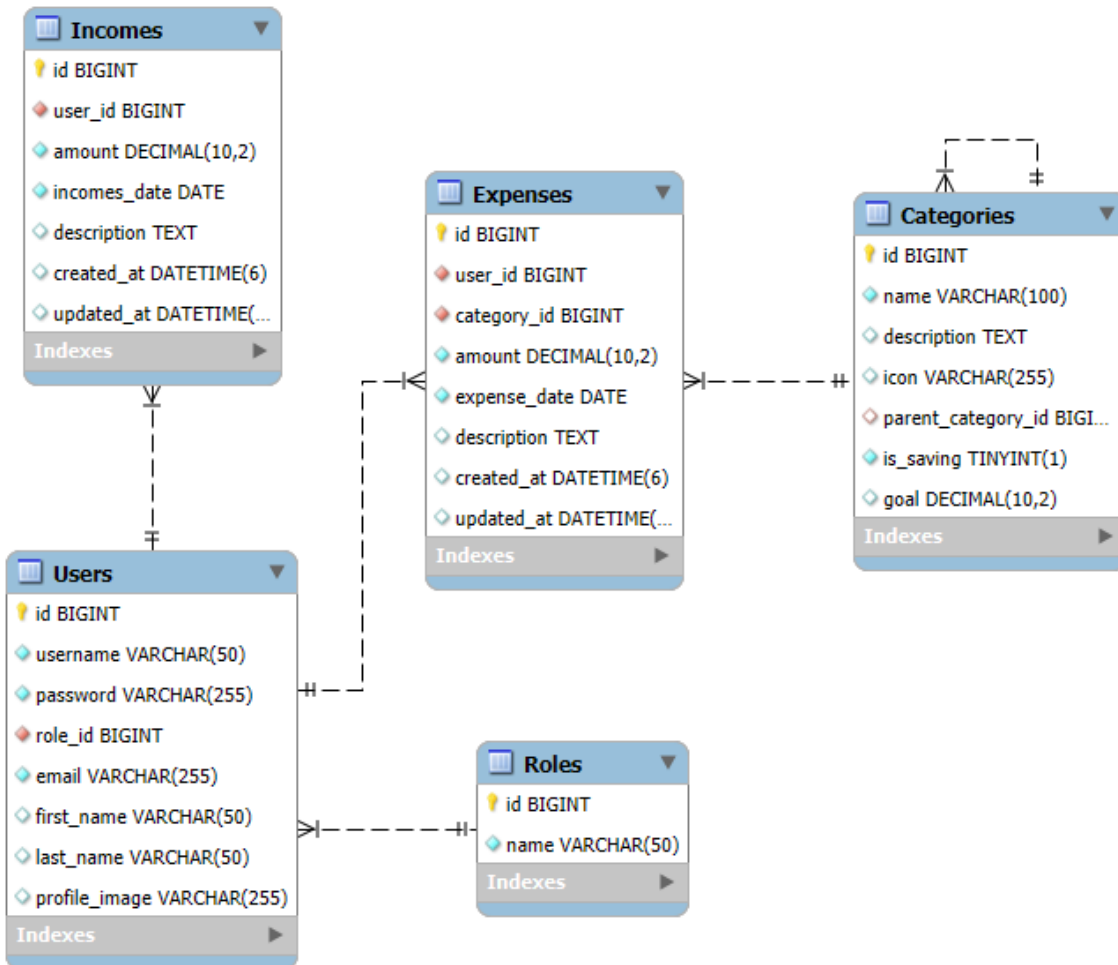 Incomes
id BIGINT
user_id BIGINT
amount DECIMAL(10,2)
incomes_date DATE
description TEXT
created_at DATETIME(6)
updated_at DATETIME(...
Indexes
Expenses
id BIGINT
user_id BIGINT
category_id BIGINT
amount DECIMAL(10,2)
expense_date DATE
description TEXT
created_at DATETIME(6)
updated_at DATETIME(...
Indexes
Categories
id BIGINT
name VARCHAR(100)
description TEXT
icon VARCHAR(255)
parent_category_id BIGI...
is_saving TINYINT(1)
goal DECIMAL(10,2)
Indexes
Users
id BIGINT
username VARCHAR(50)
password VARCHAR(255)
role_id BIGINT
email VARCHAR(255)
first_name VARCHAR(50)
last_name VARCHAR(50)
profile_image VARCHAR(255)
Indexes
Roles
id BIGINT
name VARCHAR(50)
Indexes